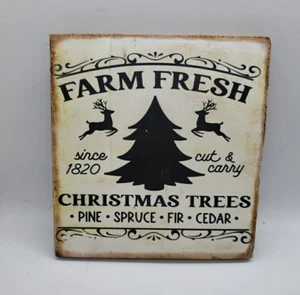 FARM FRESH
since 1820
cut & carry
CHRISTMAS TREES
• PINE • SPRUCE • FIR • CEDAR •